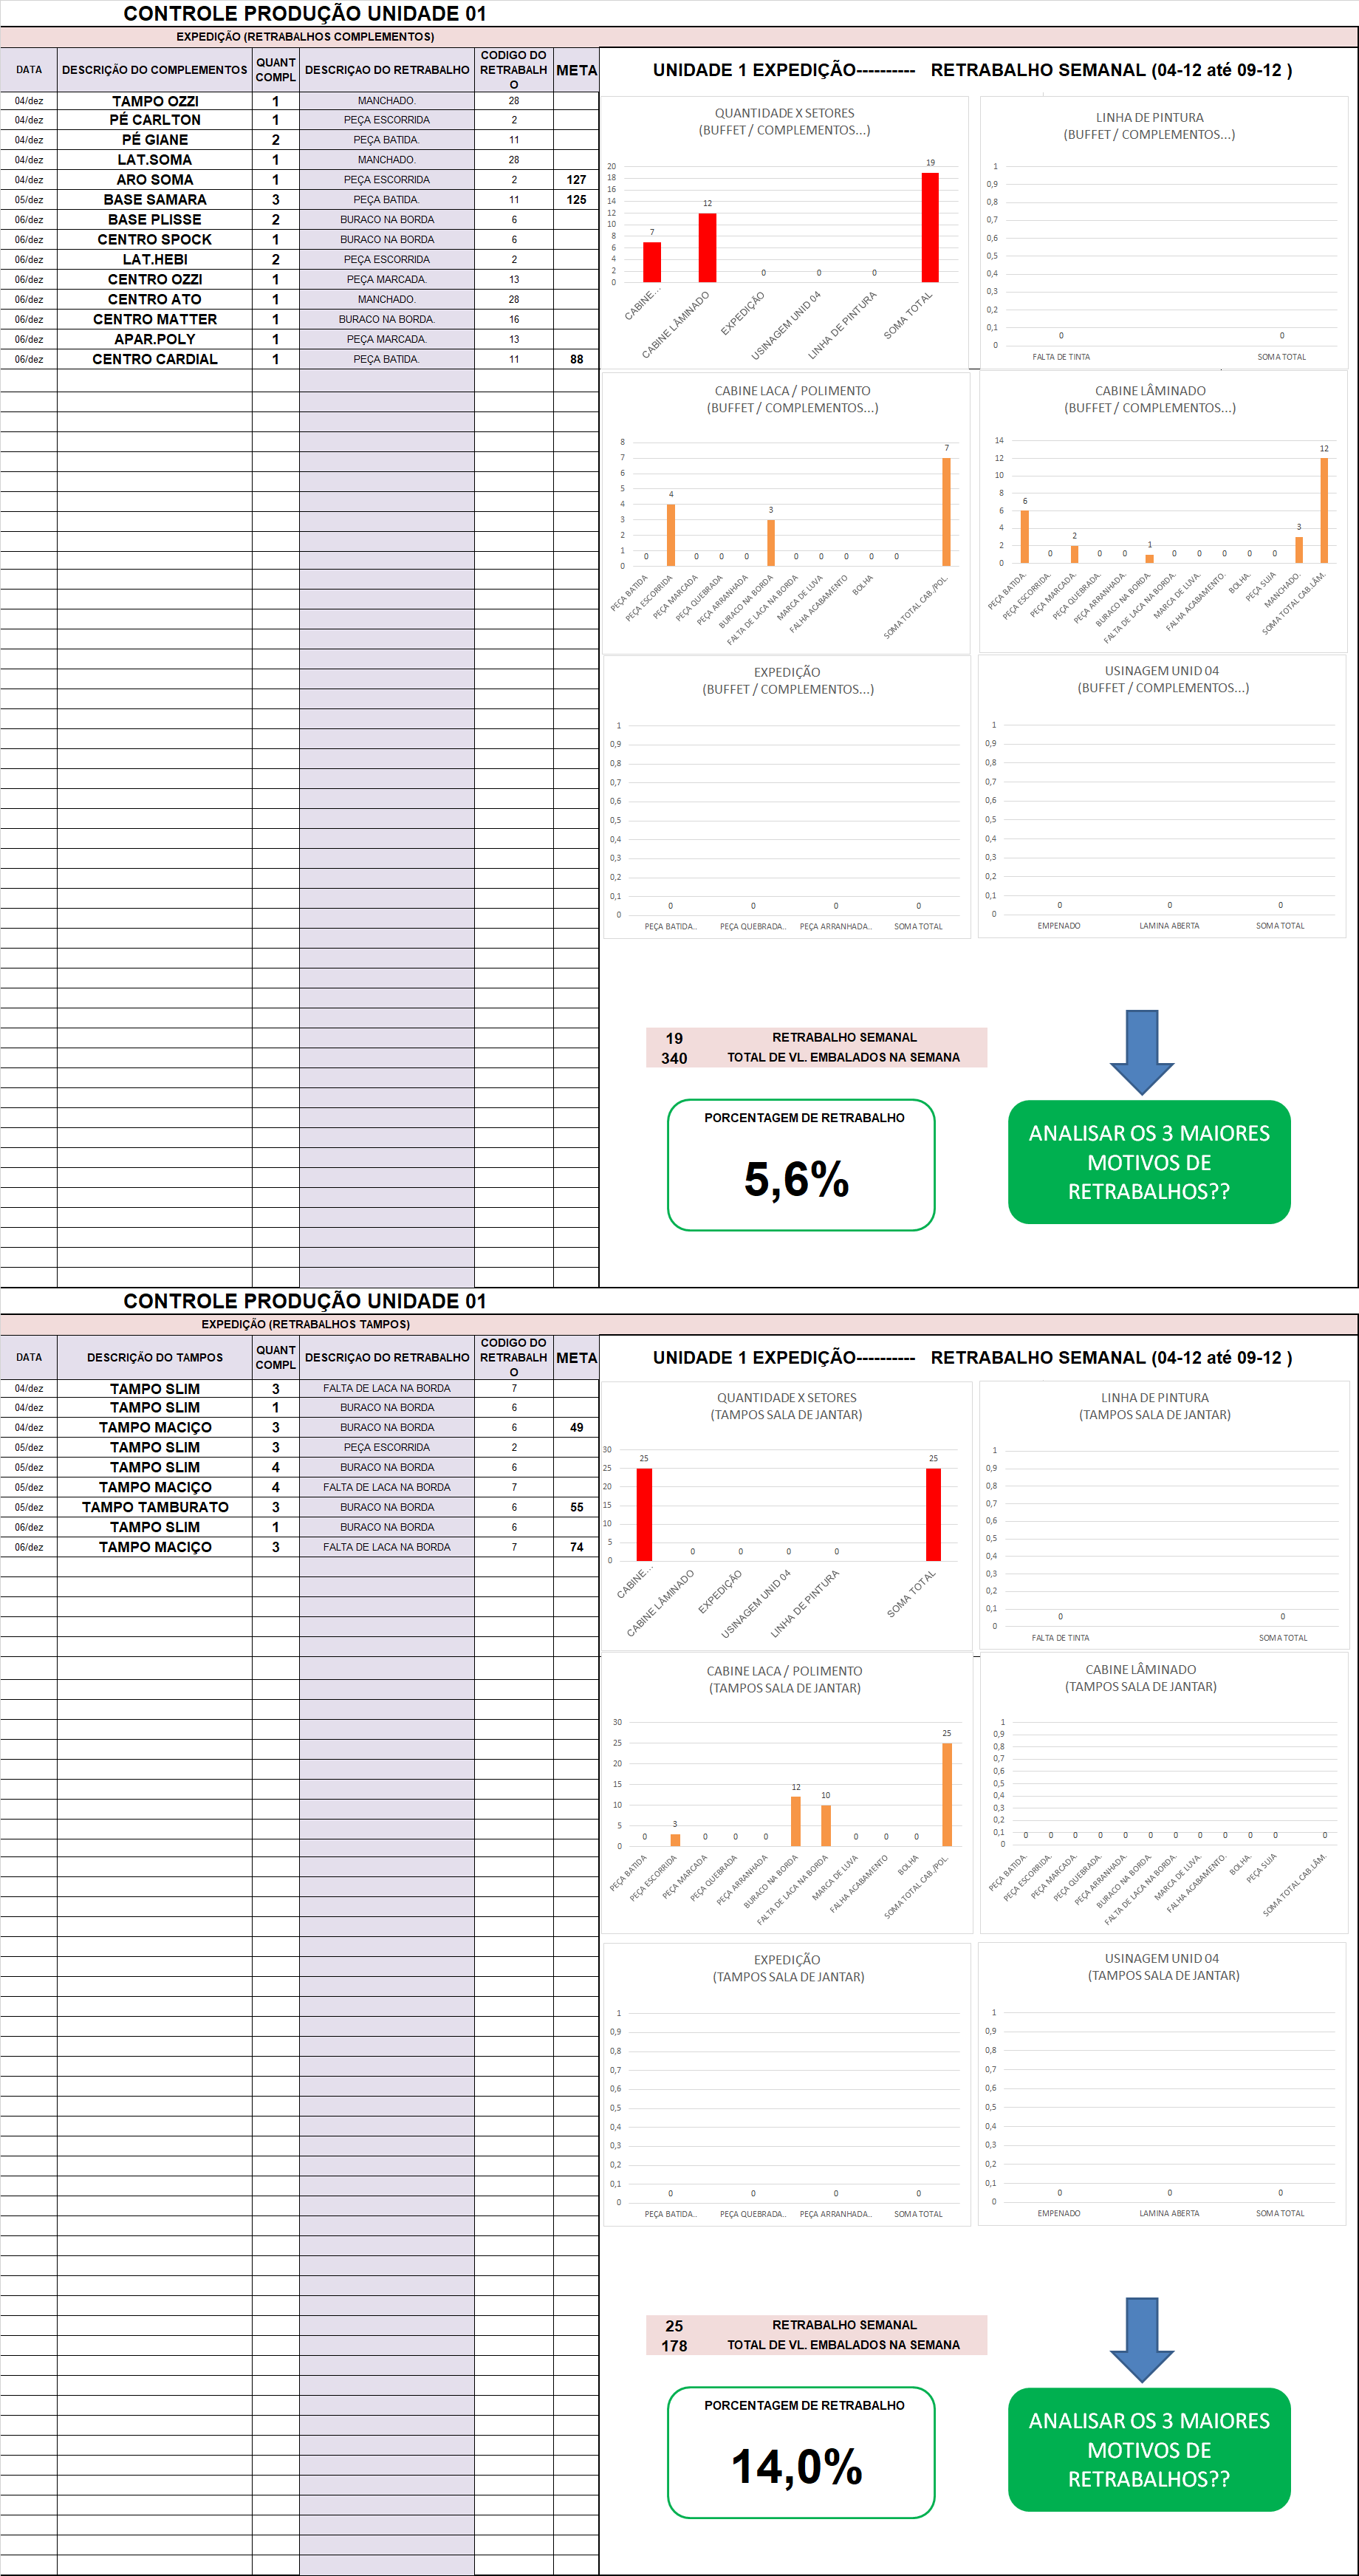 CONTROLE PRODUÇÃO UNIDADE 01
EXPEDIÇÃO (RETRABALHOS COMPLEMENTOS)
DATA DESCRIÇÃO DO COMPLEMENTOS QUANT COMPL DESCRIÇAO DO RETRABALHO CODIGO DO RETRABALHO META
04/dez TAMPO OZZI 1 MANCHADO. 28
04/dez PÉ CARLTON 1 PEÇA ESCORRIDA 2
04/dez PÉ GIANE 2 PEÇA BATIDA. 11
04/dez LAT.SOMA 1 MANCHADO. 28
04/dez ARO SOMA 1 PEÇA ESCORRIDA 2 127
05/dez BASE SAMARA 3 PEÇA BATIDA. 11 125
06/dez BASE PLISSE 2 BURACO NA BORDA 6
06/dez CENTRO SPOCK 1 BURACO NA BORDA 6
06/dez LAT.HEBI 2 PEÇA ESCORRIDA 2
06/dez CENTRO OZZI 1 PEÇA MARCADA. 13
06/dez CENTRO ATO 1 MANCHADO. 28
06/dez CENTRO MATTER 1 BURACO NA BORDA. 16
06/dez APAR.POLY 1 PEÇA MARCADA. 13
06/dez CENTRO CARDIAL 1 PEÇA BATIDA. 11 88
UNIDADE 1 EXPEDIÇÃO---------- RETRABALHO SEMANAL (04-12 até 09-12 )
QUANTIDADE X SETORES
(BUFFET / COMPLEMENTOS...)
20
18
16
14
12
10
8
6
4
2
0
7 12 0 0 0 19
CABINE... CABINE LÂMINADO EXPEDIÇÃO USINAGEM UNID 04 LINHA DE PINTURA SOMA TOTAL
LINHA DE PINTURA
(BUFFET / COMPLEMENTOS...)
1
0,9
0,8
0,7
0,6
0,5
0,4
0,3
0,2
0,1
0
0 0
FALTA DE TINTA SOMA TOTAL
CABINE LACA / POLIMENTO
(BUFFET / COMPLEMENTOS...)
8
7
6
5
4
3
2
1
0
0 4 0 0 0 3 0 0 0 0 0 7
PEÇA BATIDA PEÇA ESCORRIDA PEÇA MARCADA PEÇA QUEBRADA PEÇA ARRANHADA BURACO NA BORDA FALTA DE LACA NA BORDA MARCA DE LUVA FALHA ACABAMENTO BOLHA SOMA TOTAL CAB./POL.
CABINE LÂMINADO
(BUFFET / COMPLEMENTOS...)
14
12
10
8
6
4
2
0
6 0 2 0 0 1 0 0 0 0 0 3 12
PEÇA BATIDA. PEÇA ESCORRIDA. PEÇA MARCADA. PEÇA QUEBRADA. PEÇA ARRANHADA. BURACO NA BORDA. FALTA DE LACA NA BORDA. MARCA DE LUVA. FALHA ACABAMENTO. BOLHA. PEÇA SUJA MANCHADO. SOMA TOTAL CAB.LÂM.
EXPEDIÇÃO
(BUFFET / COMPLEMENTOS...)
1
0,9
0,8
0,7
0,6
0,5
0,4
0,3
0,2
0,1
0
0 0 0 0
PEÇA BATIDA.. PEÇA QUEBRADA.. PEÇA ARRANHADA.. SOMA TOTAL
USINAGEM UNID 04
(BUFFET / COMPLEMENTOS...)
1
0,9
0,8
0,7
0,6
0,5
0,4
0,3
0,2
0,1
0
0 0 0
EMPENADO LAMINA ABERTA SOMA TOTAL
19 RETRABALHO SEMANAL
340 TOTAL DE VL. EMBALADOS NA SEMANA
PORCENTAGEM DE RETRABALHO
5,6%
ANALISAR OS 3 MAIORES
MOTIVOS DE
RETRABALHOS??
CONTROLE PRODUÇÃO UNIDADE 01
EXPEDIÇÃO (RETRABALHOS TAMPOS)
DATA DESCRIÇÃO DO TAMPOS QUANT COMPL DESCRIÇAO DO RETRABALHO CODIGO DO RETRABALHO META
04/dez TAMPO SLIM 3 FALTA DE LACA NA BORDA 7
04/dez TAMPO SLIM 1 BURACO NA BORDA 6
04/dez TAMPO MACIÇO 3 BURACO NA BORDA 6 49
05/dez TAMPO SLIM 3 PEÇA ESCORRIDA 2
05/dez TAMPO SLIM 4 BURACO NA BORDA 6
05/dez TAMPO MACIÇO 4 FALTA DE LACA NA BORDA 7
05/dez TAMPO TAMBURATO 3 BURACO NA BORDA 6 55
06/dez TAMPO SLIM 1 BURACO NA BORDA 6
06/dez TAMPO MACIÇO 3 FALTA DE LACA NA BORDA 7 74
UNIDADE 1 EXPEDIÇÃO---------- RETRABALHO SEMANAL (04-12 até 09-12 )
QUANTIDADE X SETORES
(TAMPOS SALA DE JANTAR)
30
25
20
15
10
5
0
25 0 0 0 0 25
CABINE... CABINE LÂMINADO EXPEDIÇÃO USINAGEM UNID 04 LINHA DE PINTURA SOMA TOTAL
LINHA DE PINTURA
(TAMPOS SALA DE JANTAR)
1
0,9
0,8
0,7
0,6
0,5
0,4
0,3
0,2
0,1
0
0 0
FALTA DE TINTA SOMA TOTAL
CABINE LACA / POLIMENTO
(TAMPOS SALA DE JANTAR)
30
25
20
15
10
5
0
0 3 0 0 0 12 10 0 0 0 25
PEÇA BATIDA PEÇA ESCORRIDA PEÇA MARCADA PEÇA QUEBRADA PEÇA ARRANHADA BURACO NA BORDA FALTA DE LACA NA BORDA MARCA DE LUVA FALHA ACABAMENTO BOLHA SOMA TOTAL CAB./POL.
CABINE LÂMINADO
(TAMPOS SALA DE JANTAR)
1
0,9
0,8
0,7
0,6
0,5
0,4
0,3
0,2
0,1
0
0 0 0 0 0 0 0 0 0 0 0 0
PEÇA BATIDA. PEÇA ESCORRIDA. PEÇA MARCADA. PEÇA QUEBRADA. PEÇA ARRANHADA. BURACO NA BORDA. FALTA DE LACA NA BORDA. MARCA DE LUVA. FALHA ACABAMENTO. BOLHA. PEÇA SUJA SOMA TOTAL CAB.LÂM.
EXPEDIÇÃO
(TAMPOS SALA DE JANTAR)
1
0,9
0,8
0,7
0,6
0,5
0,4
0,3
0,2
0,1
0
0 0 0 0
PEÇA BATIDA.. PEÇA QUEBRADA.. PEÇA ARRANHADA.. SOMA TOTAL
USINAGEM UNID 04
(TAMPOS SALA DE JANTAR)
1
0,9
0,8
0,7
0,6
0,5
0,4
0,3
0,2
0,1
0
0 0 0
EMPENADO LAMINA ABERTA SOMA TOTAL
25 RETRABALHO SEMANAL
178 TOTAL DE VL. EMBALADOS NA SEMANA
PORCENTAGEM DE RETRABALHO
14,0%
ANALISAR OS 3 MAIORES
MOTIVOS DE
RETRABALHOS??